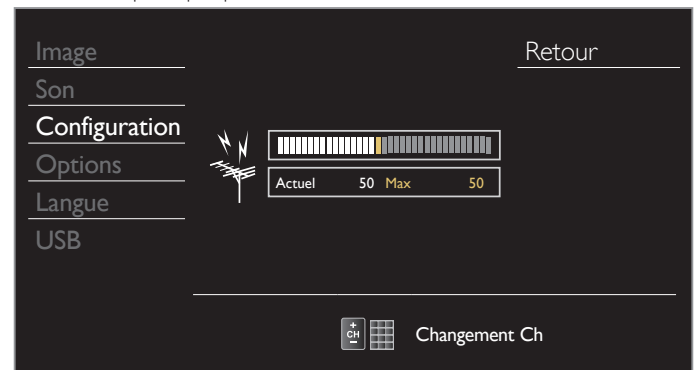 Image
Retour
Son
Configuration
Options
Langue
USB
Actuel 50 Max 50
+
CH
−
Changement Ch